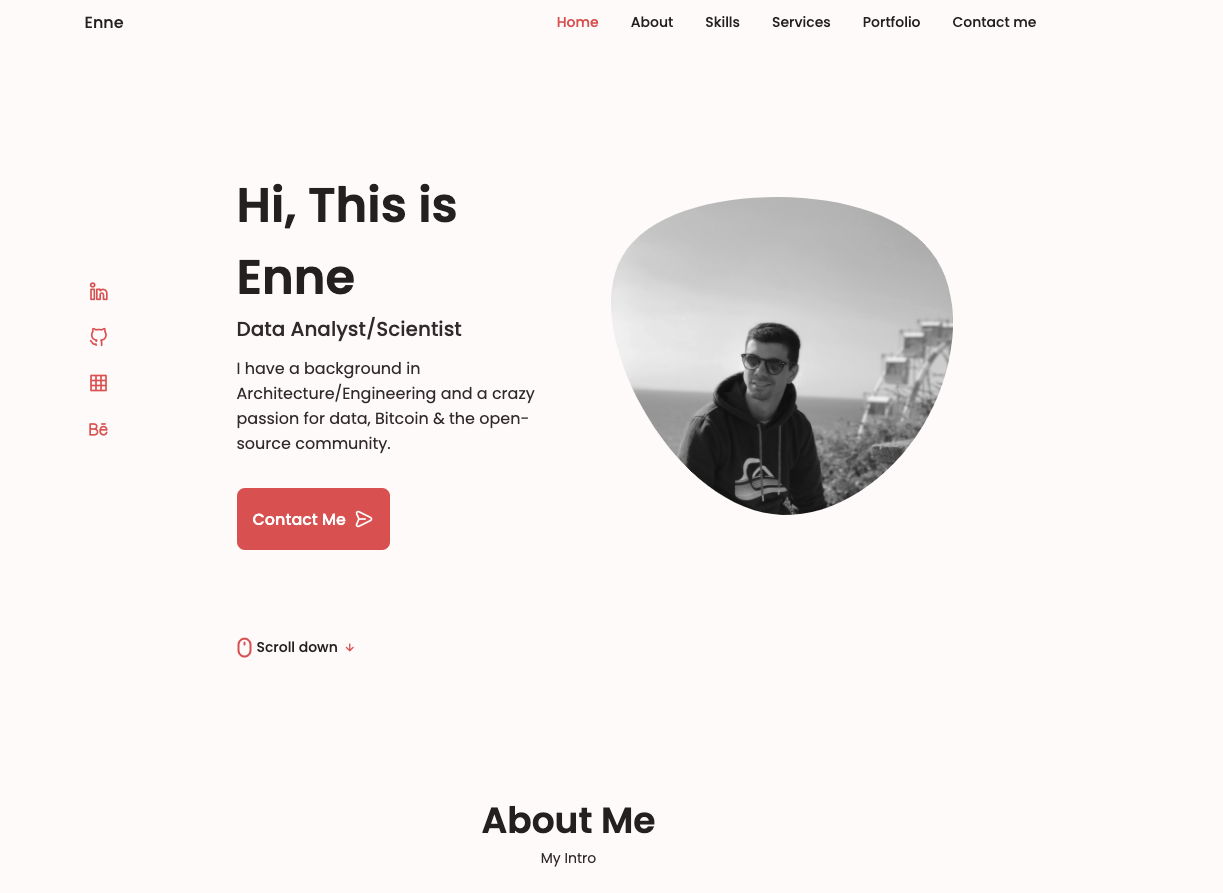 Enne
Home About Skills Services Portfolio Contact me
Hi, This is
Enne
Data Analyst/Scientist
I have a background in
Architecture/Engineering and a crazy
passion for data, Bitcoin & the open-
source community.
Contact Me
Scroll down
About Me
My Intro